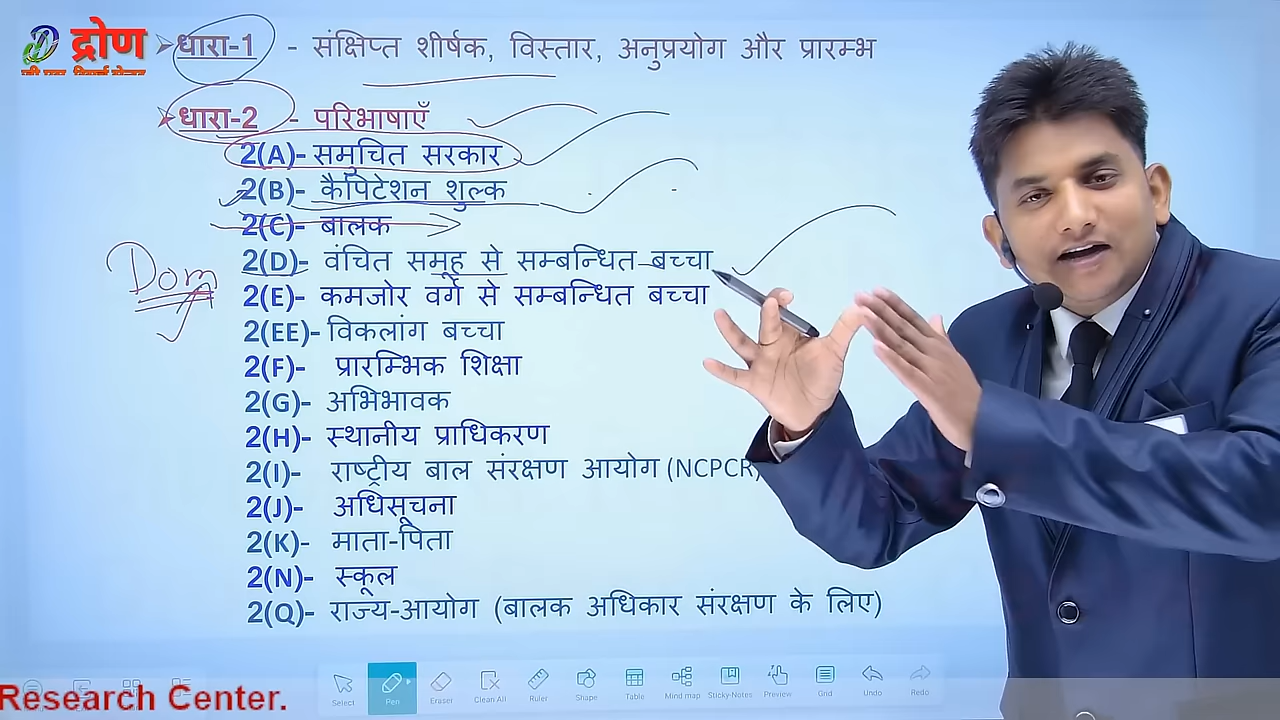 द्रोण
धारा-1 - संक्षिप्त शीर्षक, विस्तार, अनुप्रयोग और प्रारम्भ
धारा-2 - परिभाषाएँ
2(A)- समुचित सरकार
2(B)- कैपिटेशन शुल्क
2(C)- बालक
2(D)- वंचित समूह से सम्बन्धित बच्चा
Dom
2(E)- कमजोर वर्ग से सम्बन्धित बच्चा
2(EE)- विकलांग बच्चा
2(F)- प्रारम्भिक शिक्षा
2(G)- अभिभावक
2(H)- स्थानीय प्राधिकरण
2(I)- राष्ट्रीय बाल संरक्षण आयोग (NCPCR)
2(J)- अधिसूचना
2(K)- माता-पिता
2(N)- स्कूल
2(Q)- राज्य-आयोग (बालक अधिकार संरक्षण के लिए)
Select Pen Eraser Clean All Ruler Shape Table Mind map Sticky-Notes Preview Grid Undo Redo
Research Center.